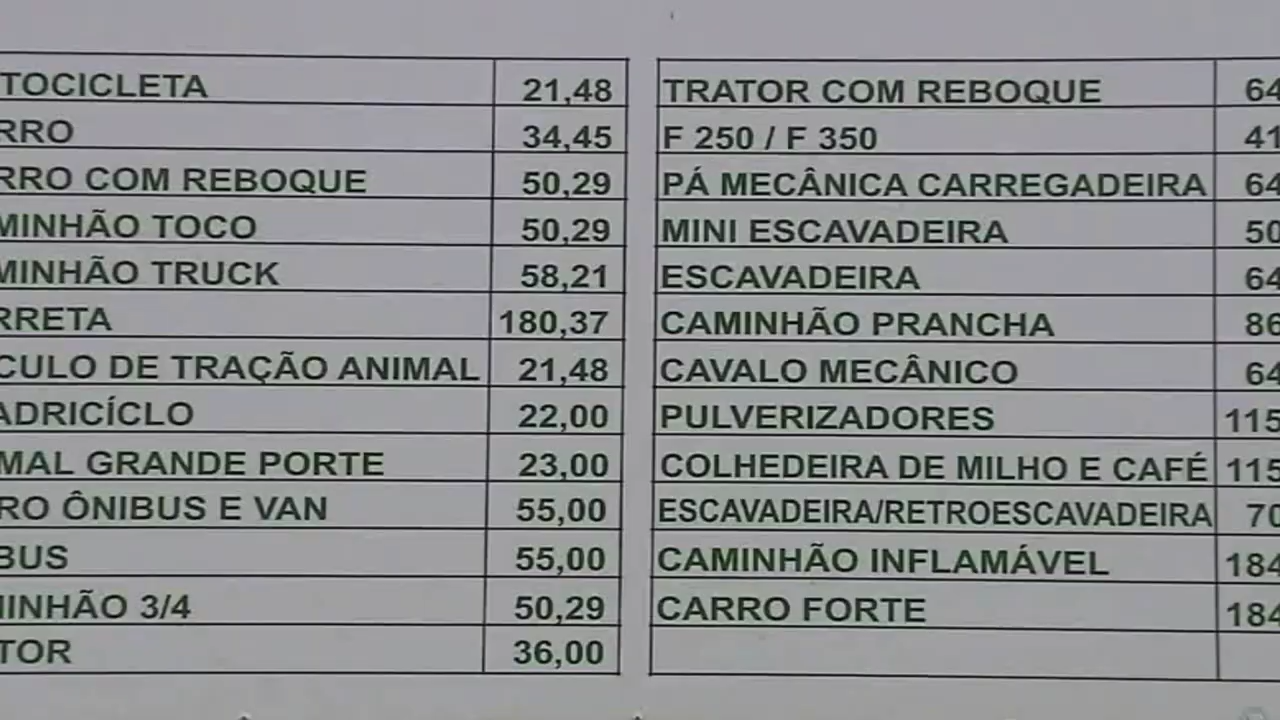 TOCICLETA 21,48
RRO 34,45
RRO COM REBOQUE 50,29
MINHÃO TOCO 50,29
MINHÃO TRUCK 58,21
RRETA 180,37
CULO DE TRAÇÃO ANIMAL 21,48
ADRICÍCLO 22,00
MAL GRANDE PORTE 23,00
RO ÔNIBUS E VAN 55,00
BUS 55,00
MINHÃO 3/4 50,29
TOR 36,00
TRATOR COM REBOQUE 64
F 250 / F 350 41
PÁ MECÂNICA CARREGADEIRA 64
MINI ESCAVADEIRA 50
ESCAVADEIRA 64
CAMINHÃO PRANCHA 86
CAVALO MECÂNICO 64
PULVERIZADORES 115
COLHEDEIRA DE MILHO E CAFÉ 115
ESCAVADEIRA/RETROESCAVADEIRA 70
CAMINHÃO INFLAMÁVEL 184
CARRO FORTE 184